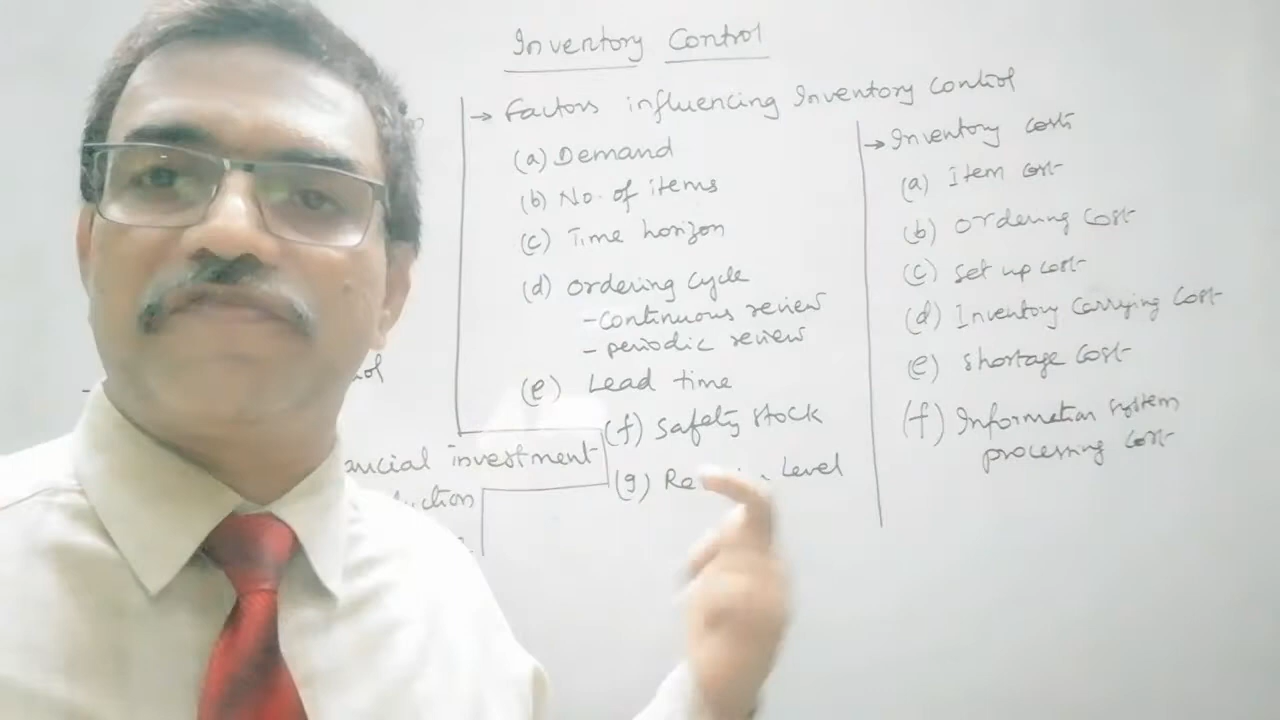 Inventory Control
→ Factors influencing Inventory control
(a) Demand
(b) No. of items
(c) Time horizon
(d) Ordering cycle
- Continuous review
- periodic review
(e) Lead time
(f) Safety stock
(g) Level
investment
→ Inventory costs
(a) Item cost
(b) Ordering cost
(c) Set up cost
(d) Inventory Carrying Cost
(e) Shortage Cost
(f) Information system
processing cost